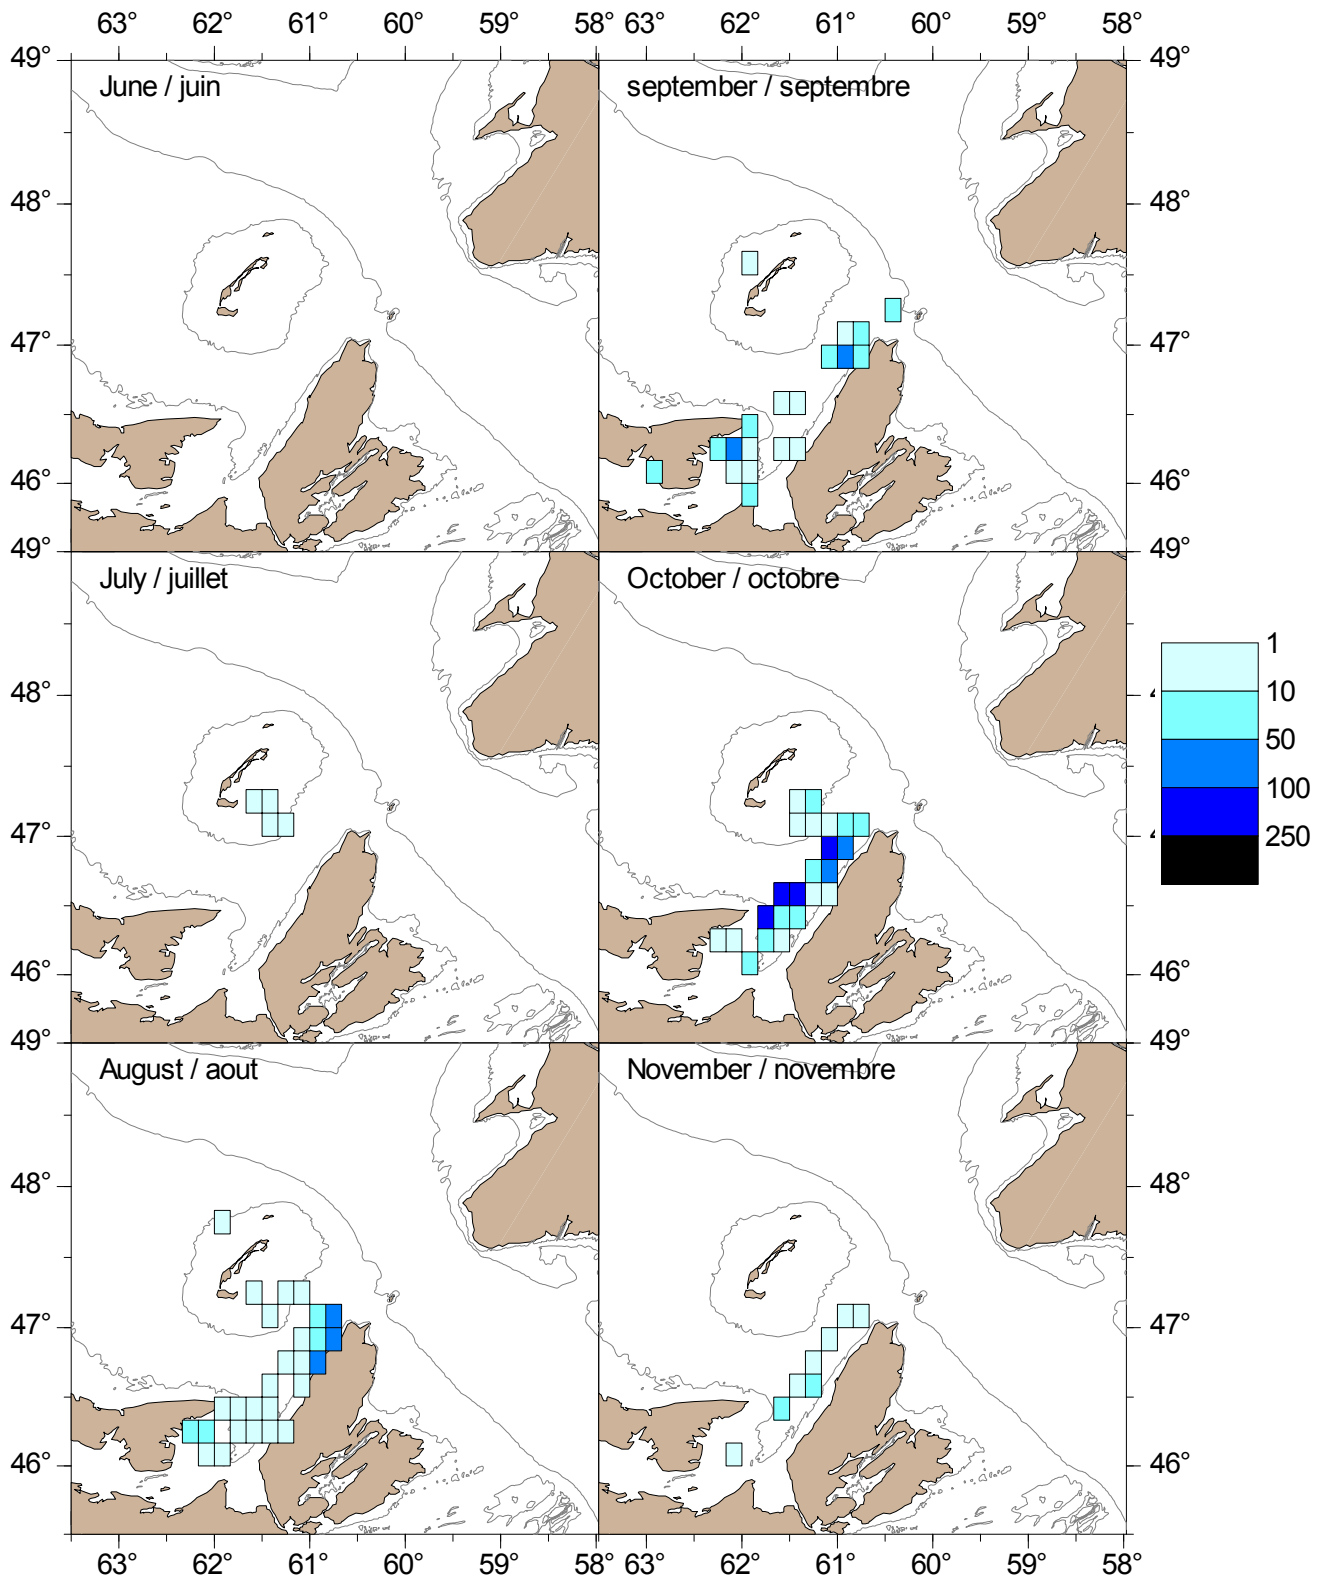 63° 62° 61° 60° 59° 58° 63° 62° 61° 60° 59° 58°
49° 49°
June / juin
september / septembre
48° 48°
47° 47°
46° 46°
49° 49°
July / juillet
October / octobre
1
10
50
100
250
48°
47°
46° 46°
49° 49°
August / aout
November / novembre
48° 48°
47° 47°
46° 46°
63° 62° 61° 60° 59° 58° 63° 62° 61° 60° 59° 58°